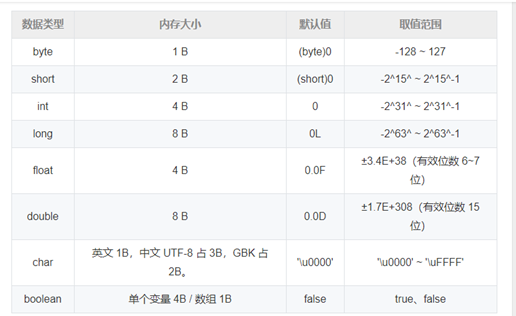 数据类型 内存大小 默认值 取值范围
byte 1 B (byte)0 -128 ~ 127
short 2 B (short)0 -2^15^ ~ 2^15^-1
int 4 B 0 -2^31^ ~ 2^31^-1
long 8 B 0L -2^63^ ~ 2^63^-1
float 4 B 0.0F ±3.4E+38（有效位数 6~7
位）
double 8 B 0.0D ±1.7E+308（有效位数 15
位）
char 英文 1B，中文 UTF-8 占 3B，GBK 占
2B。 '\u0000' '\u0000' ~ '\uFFFF'
boolean 单个变量 4B / 数组 1B false true、false